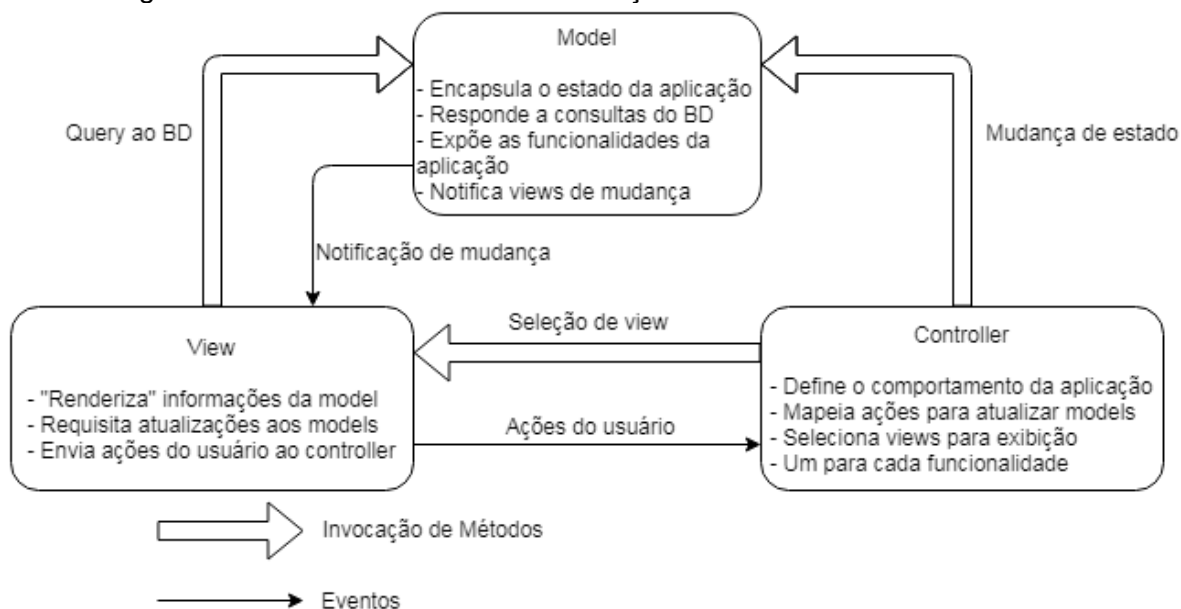 Model
- Encapsula o estado da aplicação
- Responde a consultas do BD
- Expõe as funcionalidades da
aplicação
- Notifica views de mudança
Query ao BD
Mudança de estado
Notificação de mudança
View
- "Renderiza" informações da model
- Requisita atualizações aos models
- Envia ações do usuário ao controller
Seleção de view
Ações do usuário
Controller
- Define o comportamento da aplicação
- Mapeia ações para atualizar models
- Seleciona views para exibição
- Um para cada funcionalidade
Invocação de Métodos
Eventos